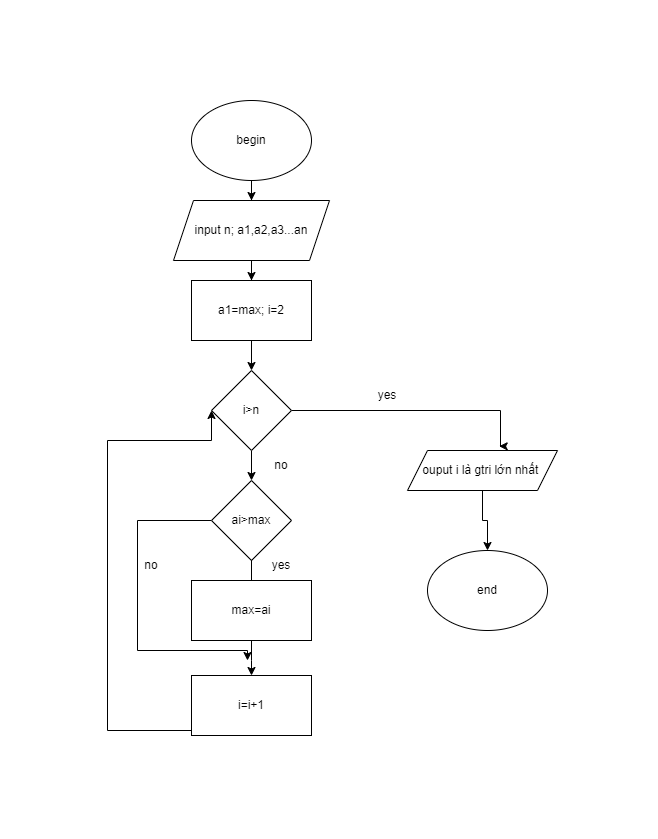 begin
input n; a1,a2,a3...an
a1=max; i=2
i>n
yes
no
ouput i là gtri lớn nhất
ai>max
no
yes
max=ai
end
i=i+1